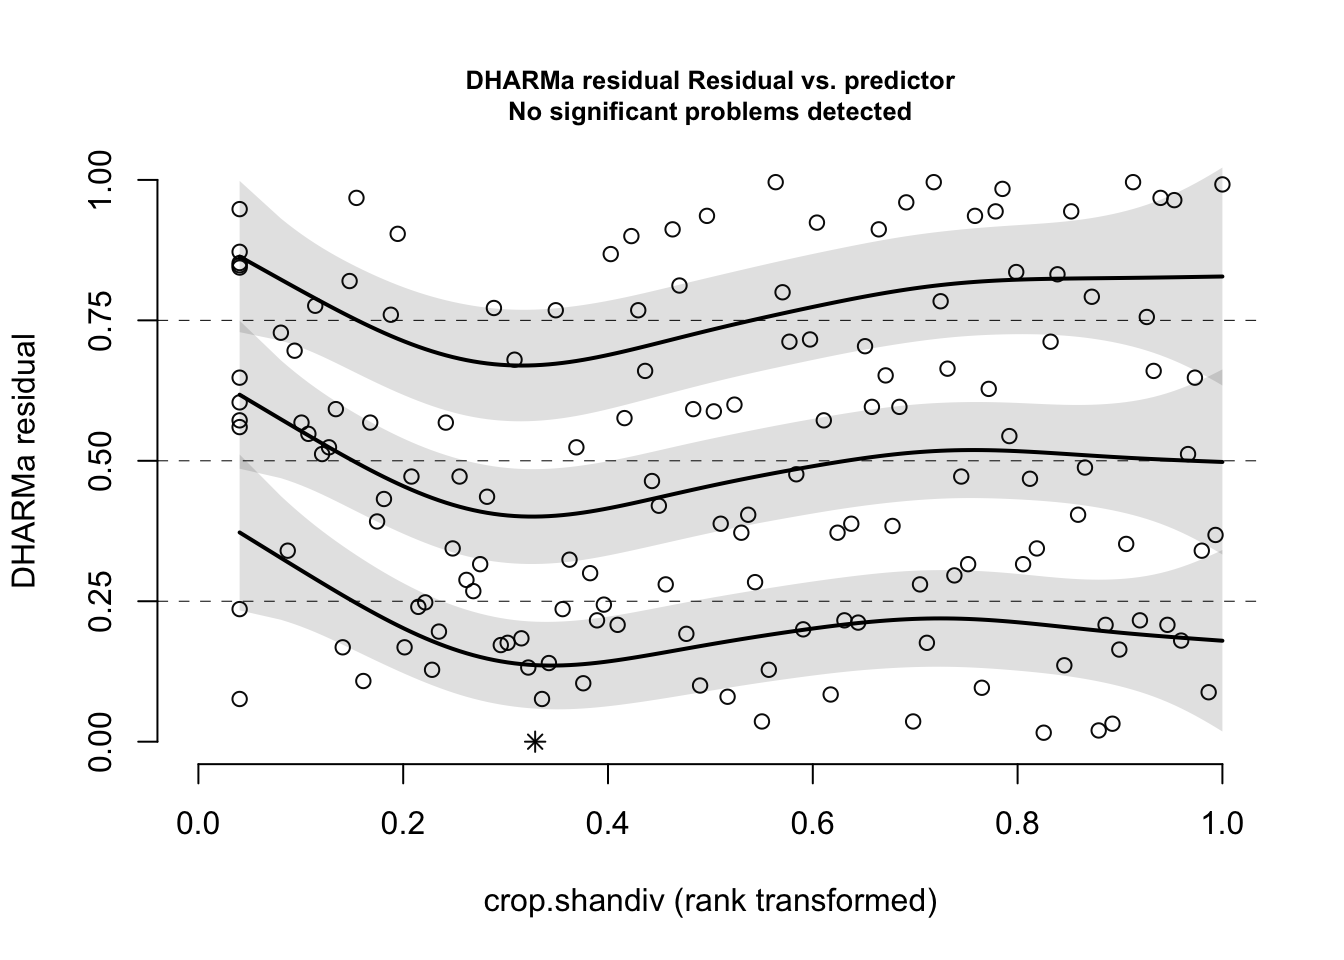 DHARMa residual Residual vs. predictor
No significant problems detected
DHARMa residual
1.00
0.75
0.50
0.25
0.00
0.0 0.2 0.4 0.6 0.8 1.0
crop.shandiv (rank transformed)